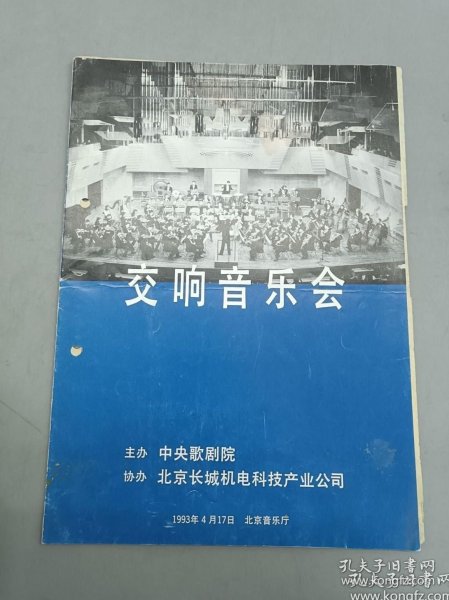 交响音乐会
主办 中央歌剧院
协办 北京长城机电科技产业公司
1993年4月17日 北京音乐厅
孔夫子旧书网
www.kongfz.com